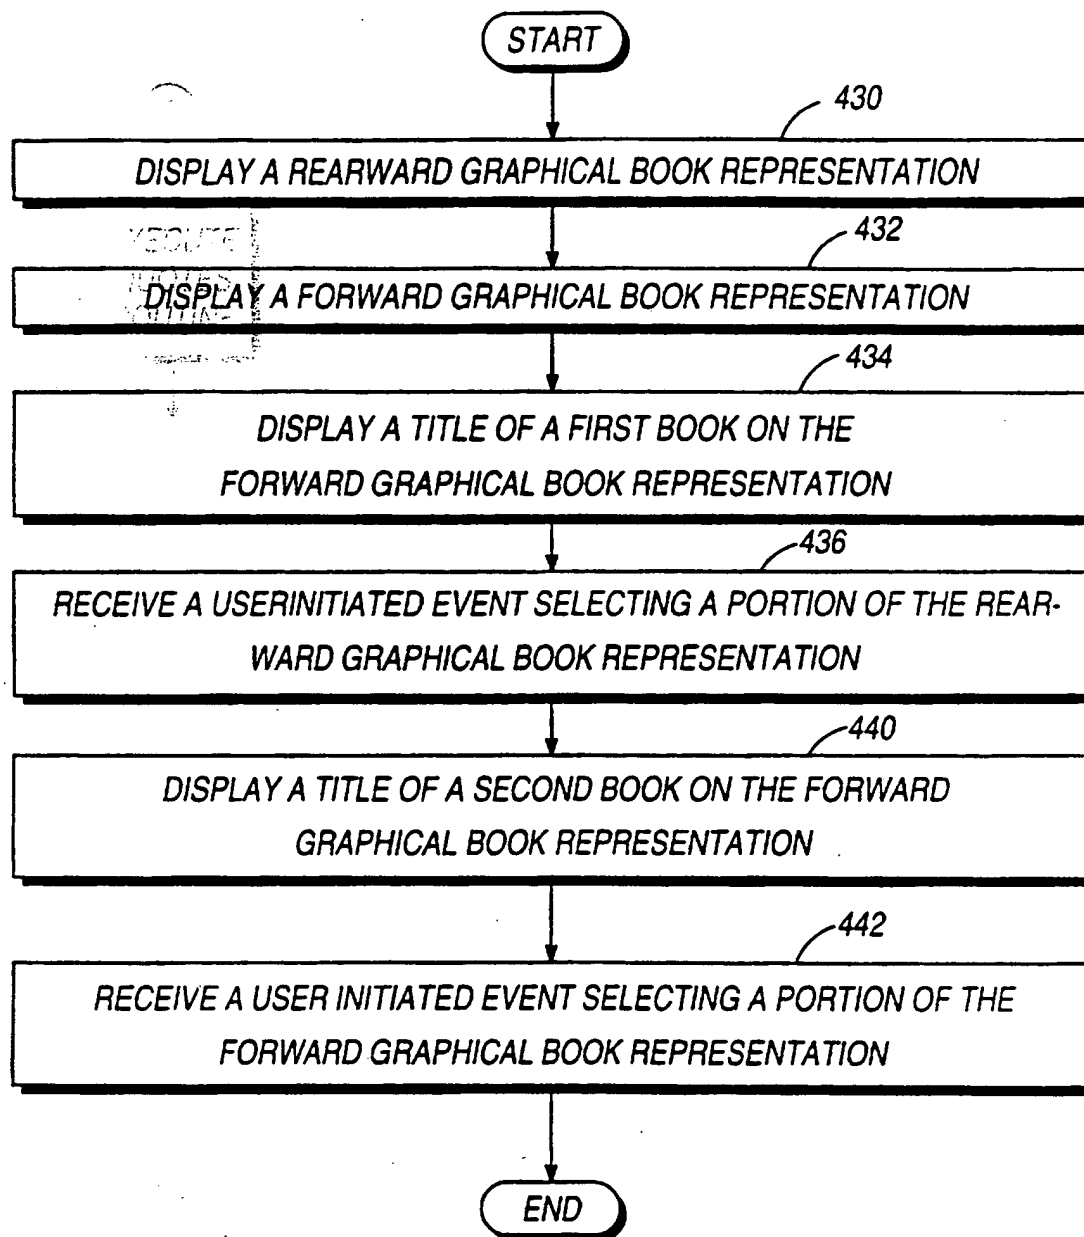 START
430
DISPLAY A REARWARD GRAPHICAL BOOK REPRESENTATION
432
DISPLAY A FORWARD GRAPHICAL BOOK REPRESENTATION
434
DISPLAY A TITLE OF A FIRST BOOK ON THE
FORWARD GRAPHICAL BOOK REPRESENTATION
436
RECEIVE A USERINITIATED EVENT SELECTING A PORTION OF THE REAR-
WARD GRAPHICAL BOOK REPRESENTATION
440
DISPLAY A TITLE OF A SECOND BOOK ON THE FORWARD
GRAPHICAL BOOK REPRESENTATION
442
RECEIVE A USER INITIATED EVENT SELECTING A PORTION OF THE
FORWARD GRAPHICAL BOOK REPRESENTATION
END